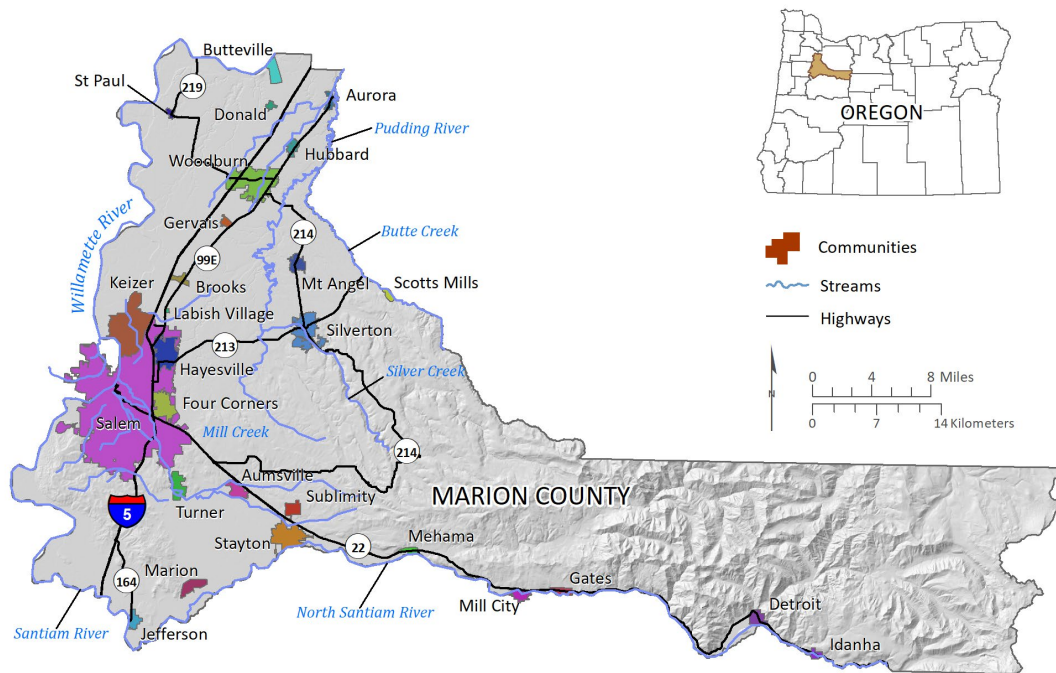 Butteville
St Paul
219
Donald
Aurora
Pudding River
Hubbard
Woodburn
Gervais
214
Butte Creek
Willamette River
99E
Keizer
Brooks
Mt Angel
Scotts Mills
Labish Village
Silverton
213
Hayesville
Silver Creek
Four Corners
Salem
Mill Creek
214
Aumsville
Sublimity
MARION COUNTY
5
Turner
Stayton
22
Mehama
164
Marion
Gates
Mill City
North Santiam River
Detroit
Santiam River
Jefferson
Idanha
OREGON
Communities
Streams
Highways
N
0 4 8 Miles
0 7 14 Kilometers